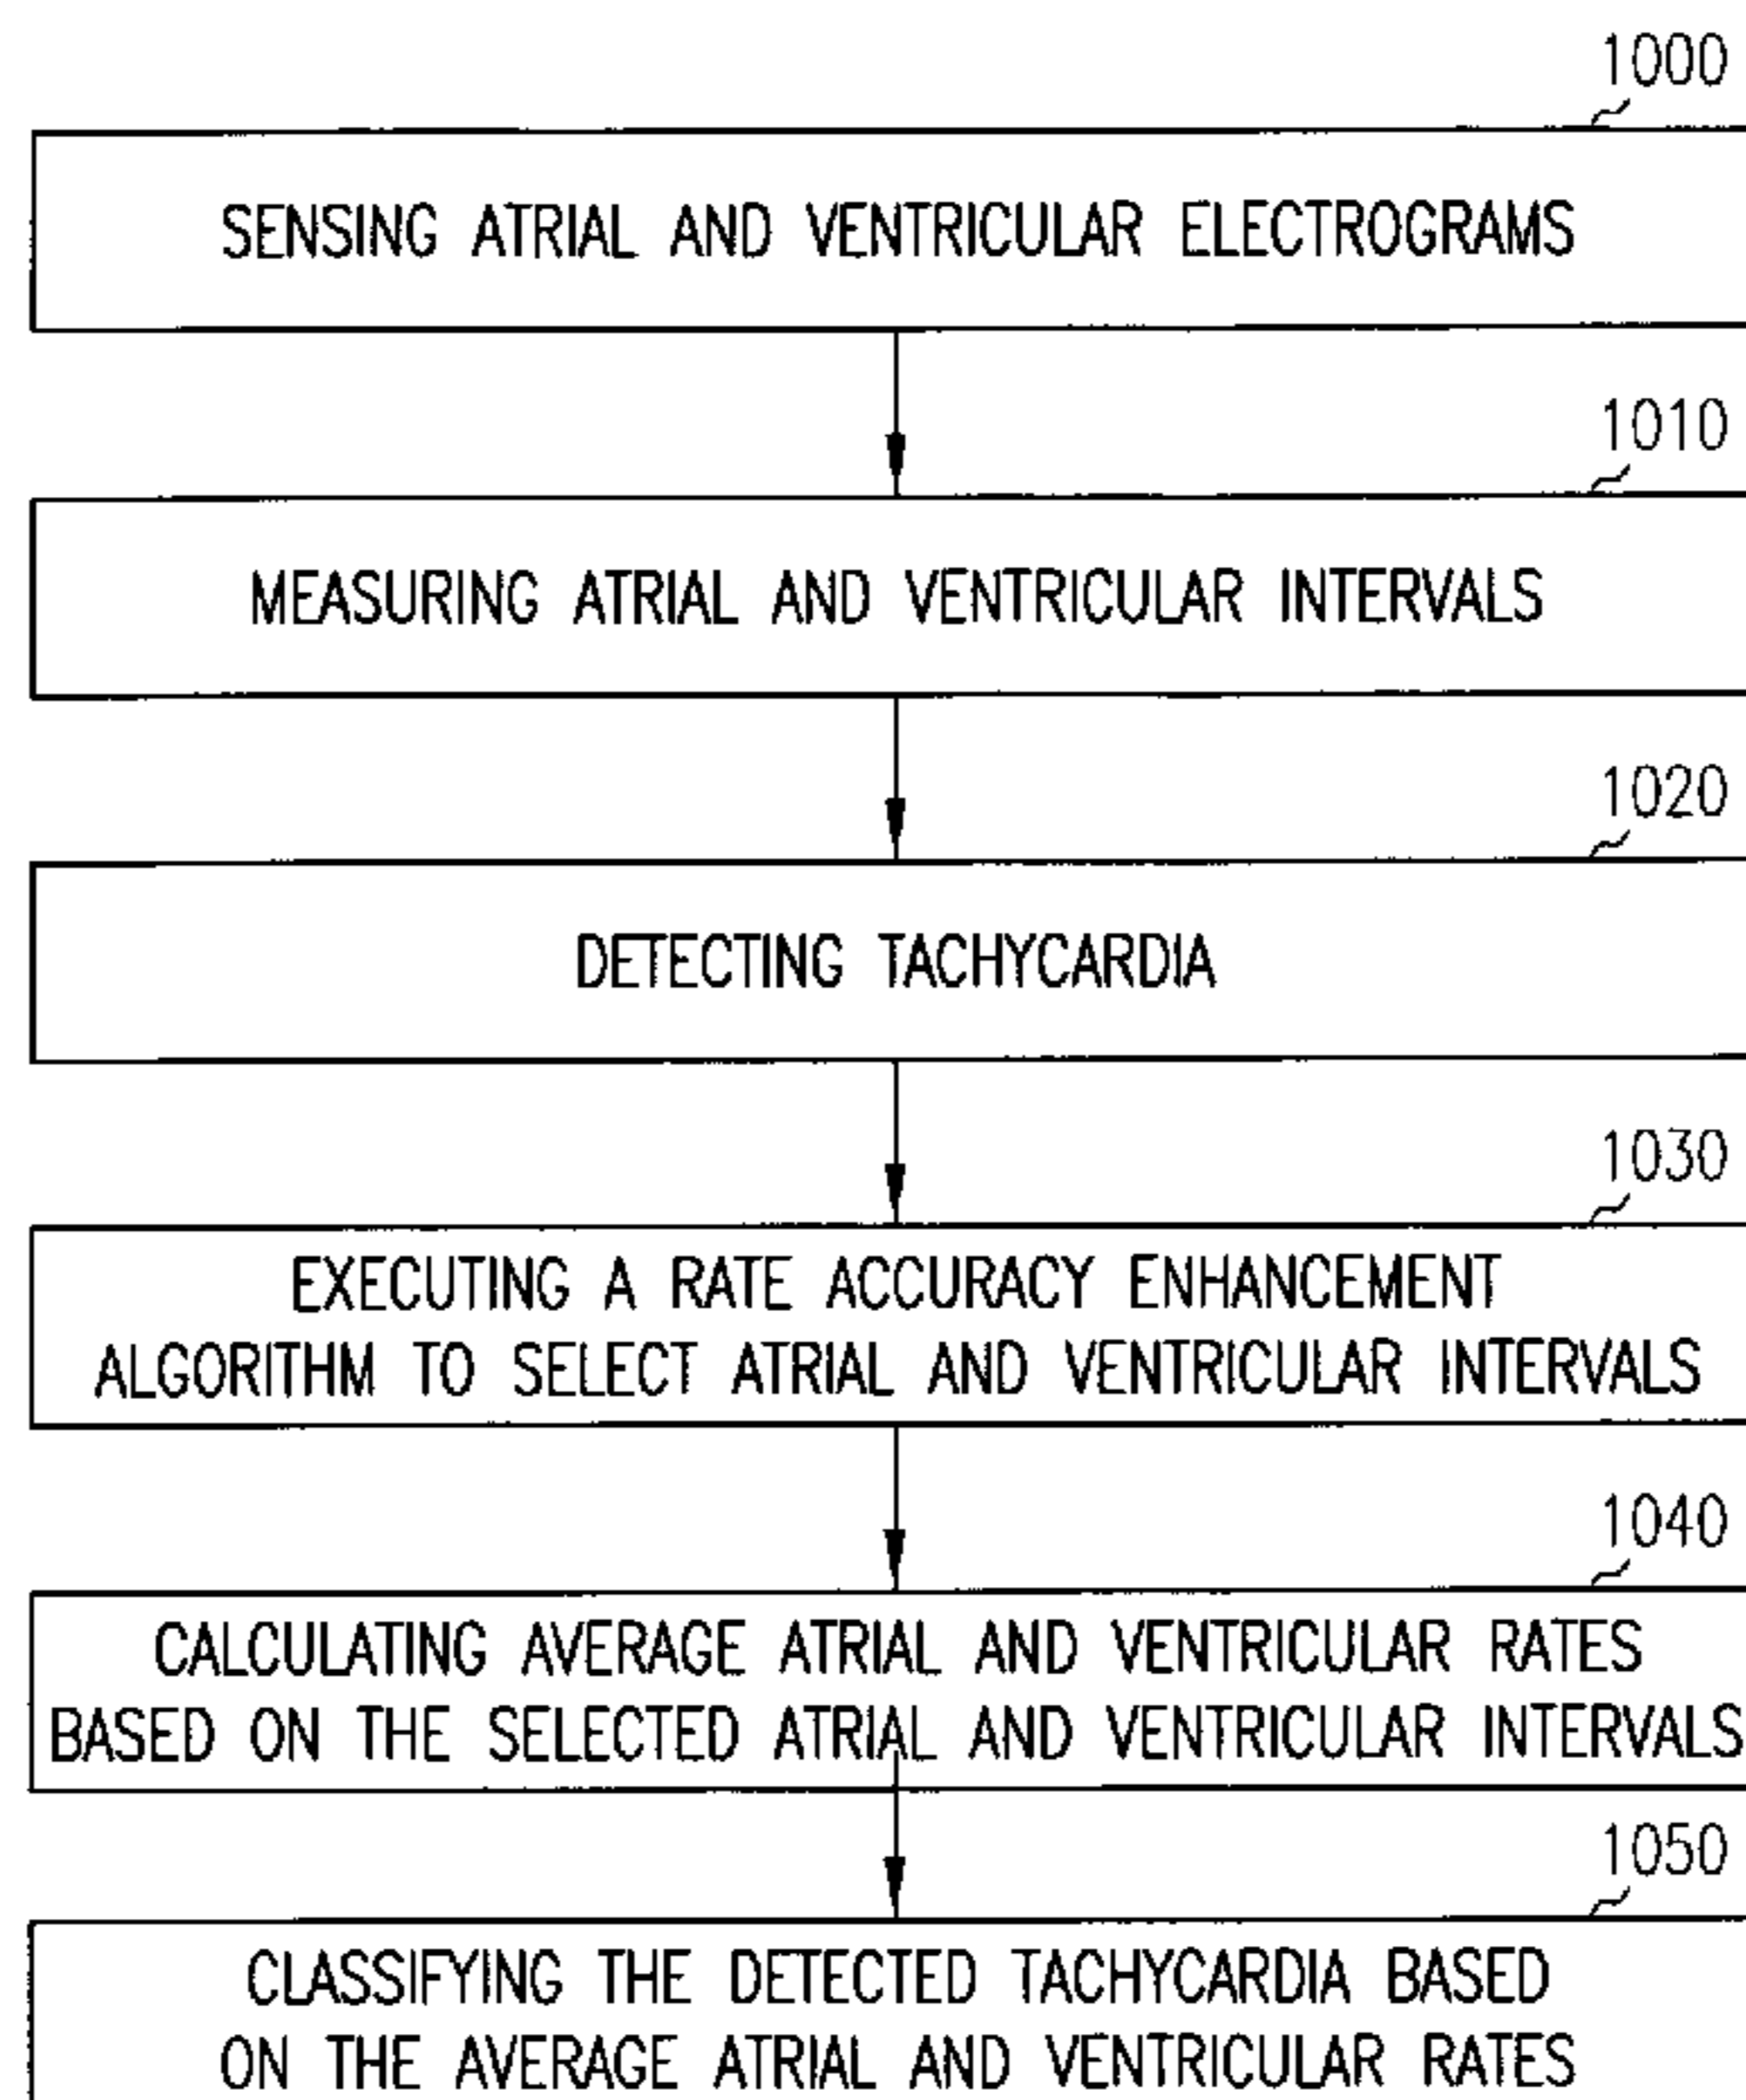 1000
SENSING ATRIAL AND VENTRICULAR ELECTROGRAMS
1010
MEASURING ATRIAL AND VENTRICULAR INTERVALS
1020
DETECTING TACHYCARDIA
1030
EXECUTING A RATE ACCURACY ENHANCEMENT
ALGORITHM TO SELECT ATRIAL AND VENTRICULAR INTERVALS
1040
CALCULATING AVERAGE ATRIAL AND VENTRICULAR RATES
BASED ON THE SELECTED ATRIAL AND VENTRICULAR INTERVALS
1050
CLASSIFYING THE DETECTED TACHYCARDIA BASED
ON THE AVERAGE ATRIAL AND VENTRICULAR RATES